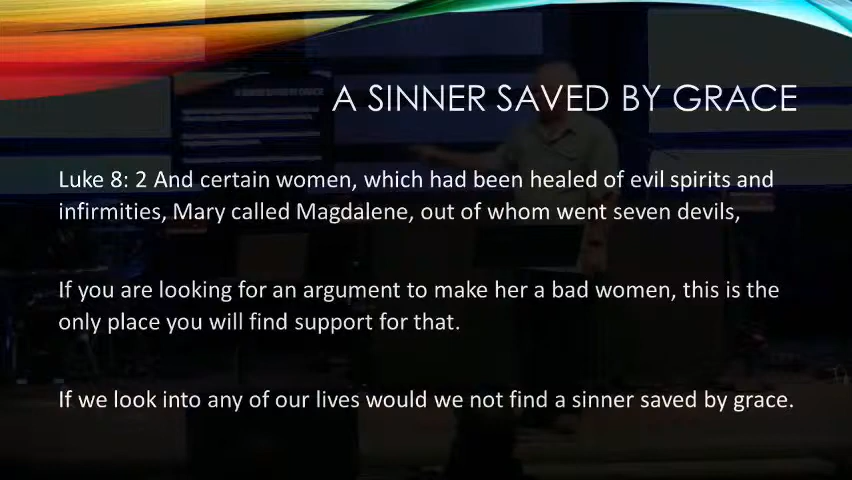 A SINNER SAVED BY GRACE
Luke 8: 2 And certain women, which had been healed of evil spirits and
infirmities, Mary called Magdalene, out of whom went seven devils,
If you are looking for an argument to make her a bad women, this is the
only place you will find support for that.
If we look into any of our lives would we not find a sinner saved by grace.